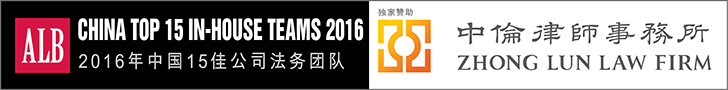 ALB
CHINA TOP 15 IN-HOUSE TEAMS 2016
2016年中国15佳公司法务团队
独家赞助
中倫律師事務所
ZHONG LUN LAW FIRM